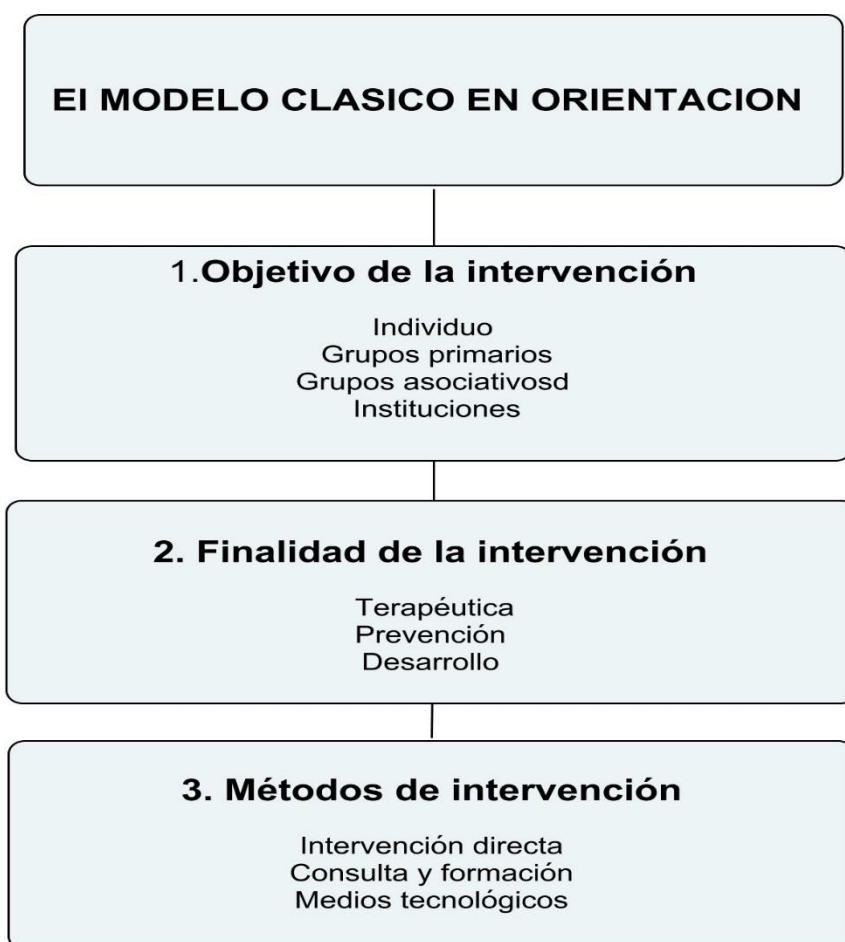 El MODELO CLASICO EN ORIENTACION
1.Objetivo de la intervención
Individuo
Grupos primarios
Grupos asociativosd
Instituciones
2. Finalidad de la intervención
Terapéutica
Prevención
Desarrollo
3. Métodos de intervención
Intervención directa
Consulta y formación
Medios tecnológicos